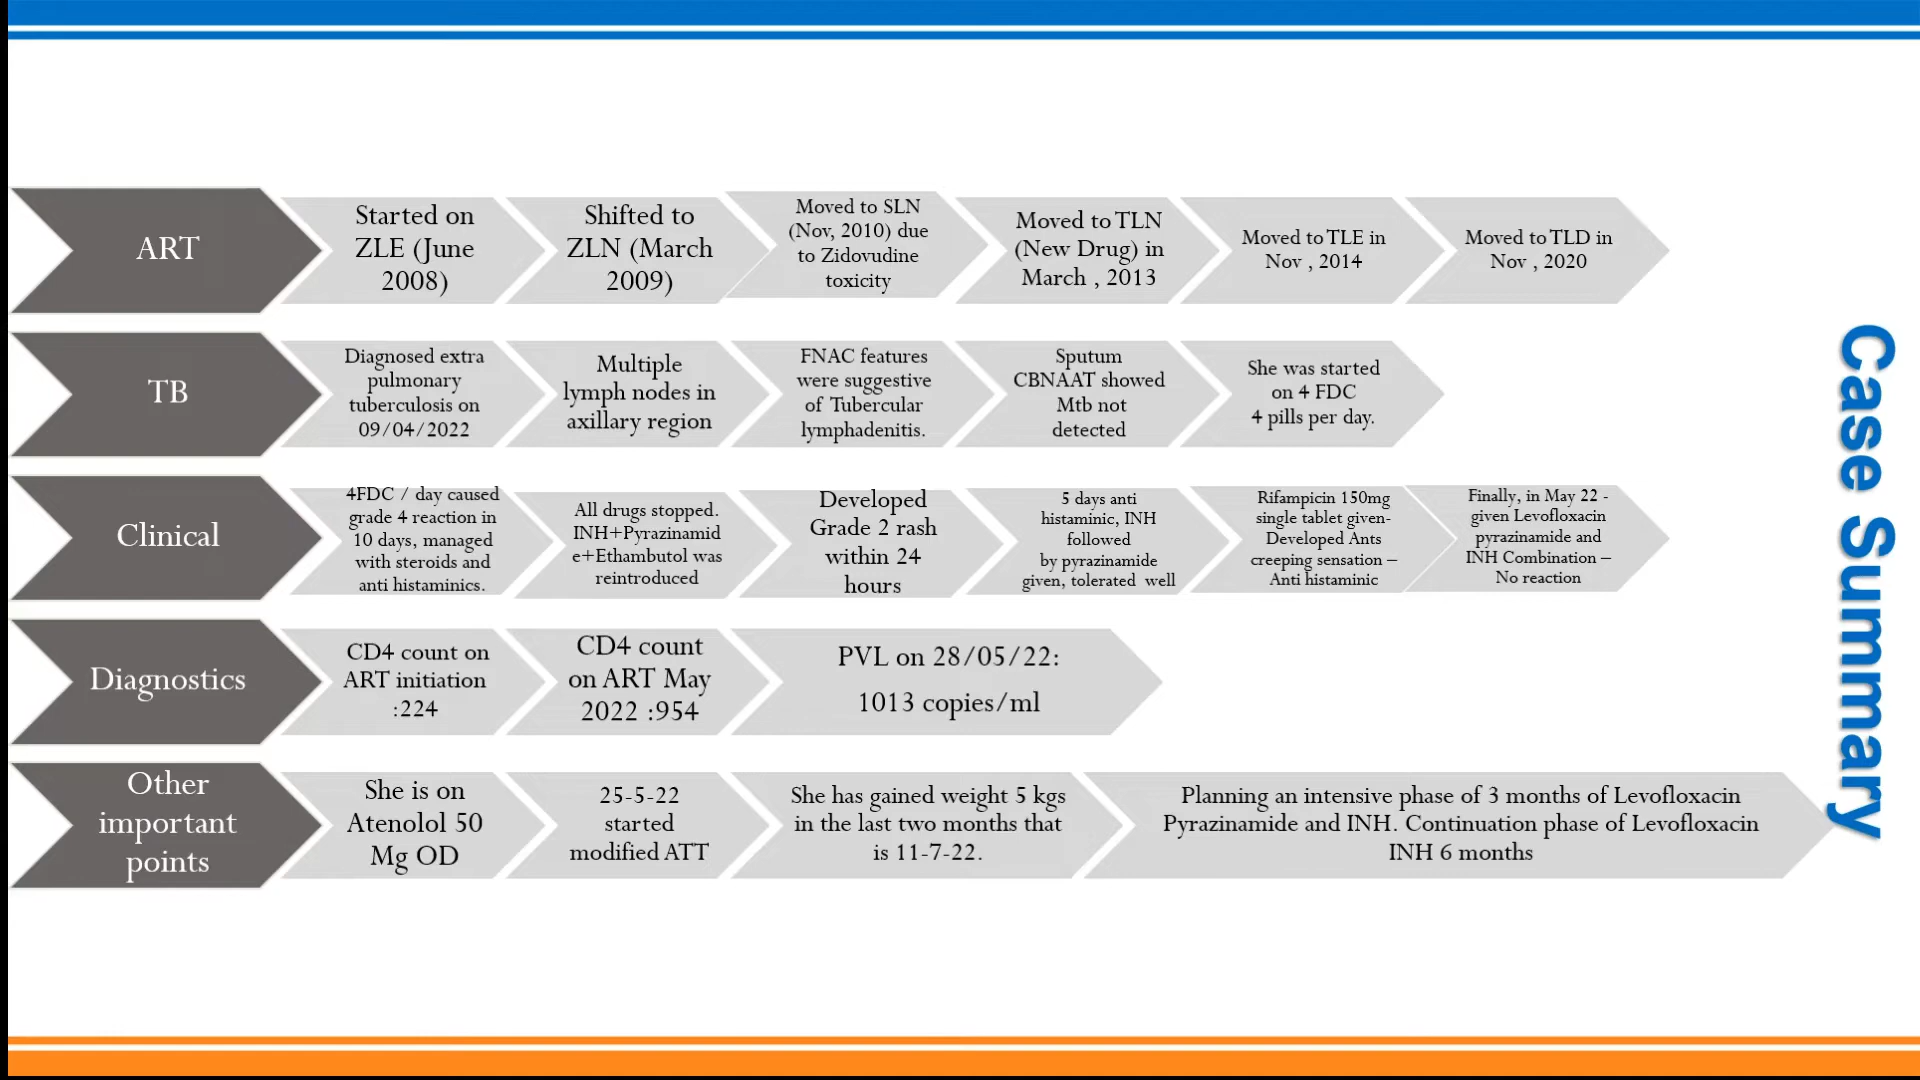 ART
Started on
ZLE (June
2008)
Shifted to
ZLN (March
2009)
Moved to SLN
(Nov, 2010) due
to Zidovudine
toxicity
Moved to TLN
(New Drug) in
March , 2013
Moved to TLE in
Nov , 2014
Moved to TLD in
Nov , 2020
TB
Diagnosed extra
pulmonary
tuberculosis on
09/04/2022
Multiple
lymph nodes in
axillary region
FNAC features
were suggestive
of Tubercular
lymphadenitis.
Sputum
CBNAAT showed
Mtb not
detected
She was started
on 4 FDC
4 pills per day.
Clinical
4FDC / day caused
grade 4 reaction in
10 days, managed
with steroids and
anti histaminics.
All drugs stopped.
INH+Pyrazinamid
e+Ethambutol was
reintroduced
Developed
Grade 2 rash
within 24
hours
5 days anti
histaminic, INH
followed
by pyrazinamide
given, tolerated well
Rifampicin 150mg
single tablet given-
Developed Ants
creeping sensation –
Anti histaminic
Finally, in May 22 -
given Levofloxacin
pyrazinamide and
INH Combination –
No reaction
Diagnostics
CD4 count on
ART initiation
:224
CD4 count
on ART May
2022 :954
PVL on 28/05/22:
1013 copies/ml
Other
important
points
She is on
Atenolol 50
Mg OD
25-5-22
started
modified ATT
She has gained weight 5 kgs
in the last two months that
is 11-7-22.
Planning an intensive phase of 3 months of Levofloxacin
Pyrazinamide and INH. Continuation phase of Levofloxacin
INH 6 months
Case Summary